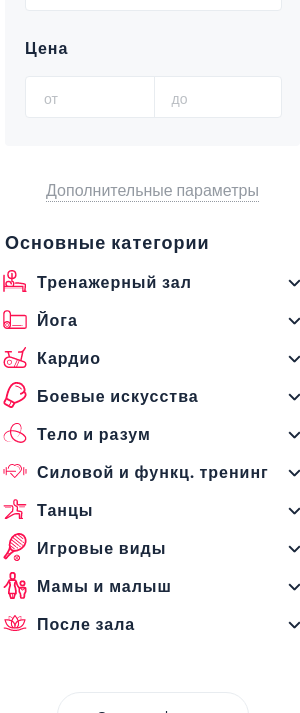 Цена
от до
Дополнительные параметры
Основные категории
Тренажерный зал
Йога
Кардио
Боевые искусства
Тело и разум
Силовой и функц. тренинг
Танцы
Игровые виды
Мамы и малыш
После зала